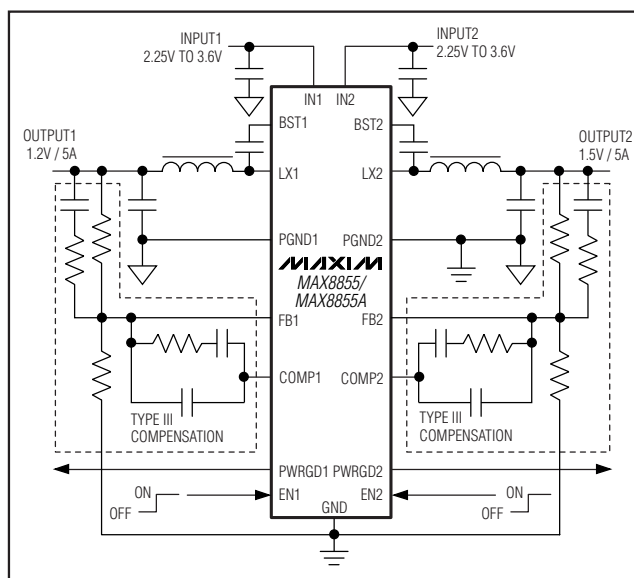 INPUT1
2.25V TO 3.6V
INPUT2
2.25V TO 3.6V
IN1 IN2
BST1 BST2
OUTPUT1
1.2V / 5A
OUTPUT2
1.5V / 5A
LX1 LX2
PGND1 PGND2
MAXIM
MAX8855/
MAX8855A
FB1 FB2
COMP1 COMP2
TYPE III
COMPENSATION
TYPE III
COMPENSATION
PWRGD1 PWRGD2
ON
OFF
EN1 EN2
ON
OFF
GND